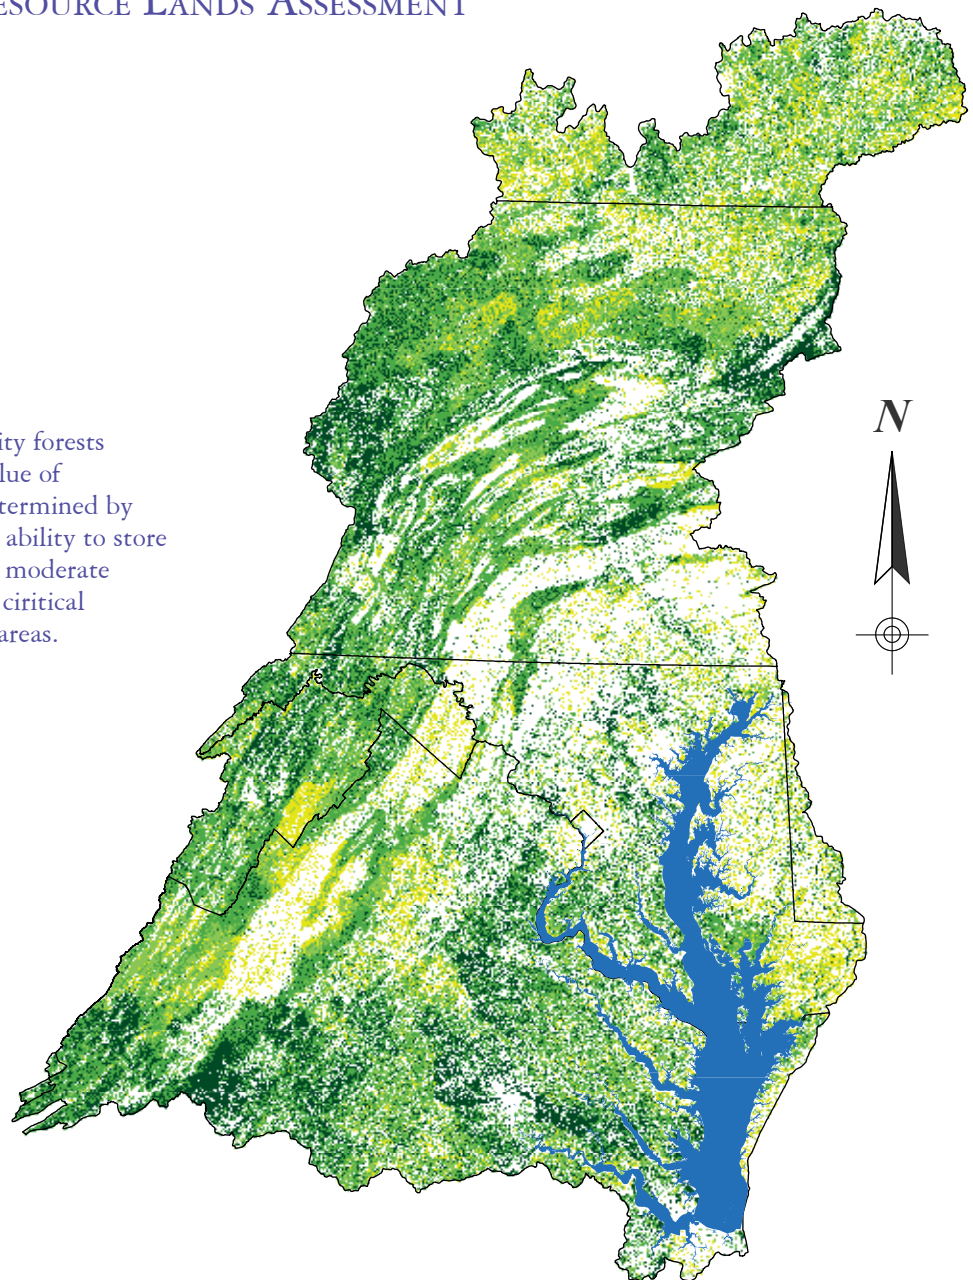 ESOURCE LANDS ASSESSMENT
ity forests
lue of
termined by
ability to store
moderate
ciritical
areas.
N